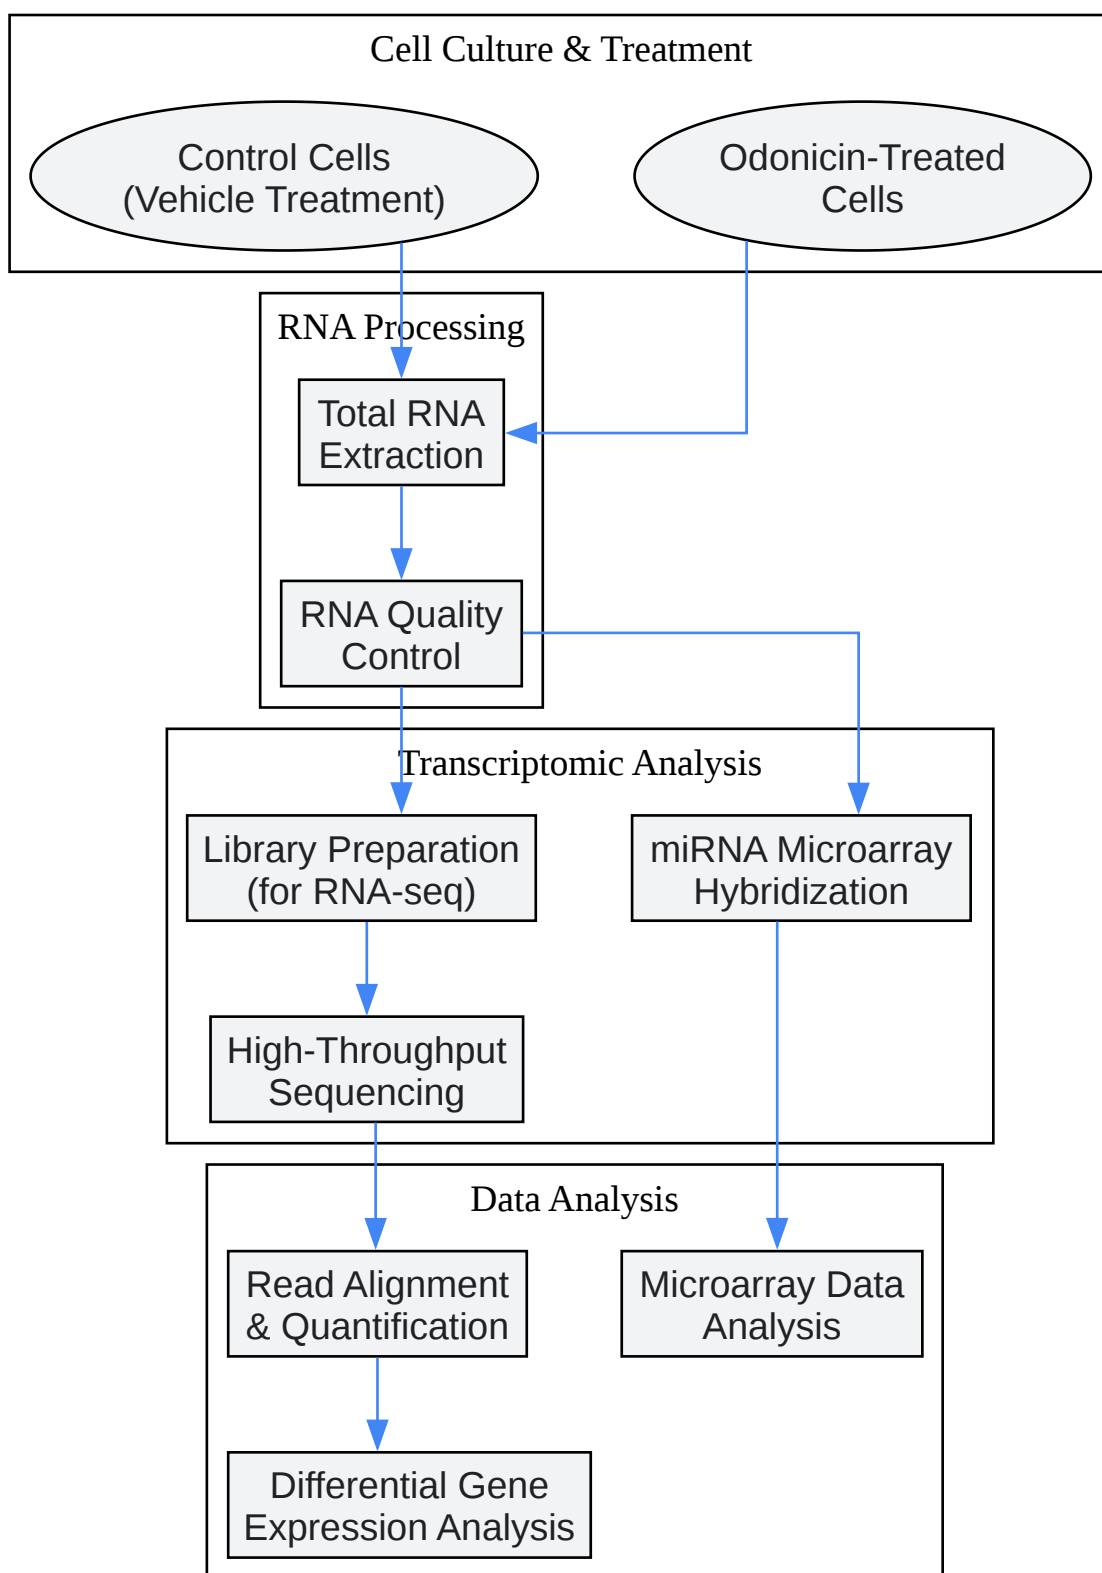 Cell Culture & Treatment
Control Cells
(Vehicle Treatment)
Odonicin-Treated
Cells
RNA Processing
Total RNA
Extraction
RNA Quality
Control
Transcriptomic Analysis
Library Preparation
(for RNA-seq)
miRNA Microarray
Hybridization
High-Throughput
Sequencing
Data Analysis
Read Alignment
& Quantification
Microarray Data
Analysis
Differential Gene
Expression Analysis